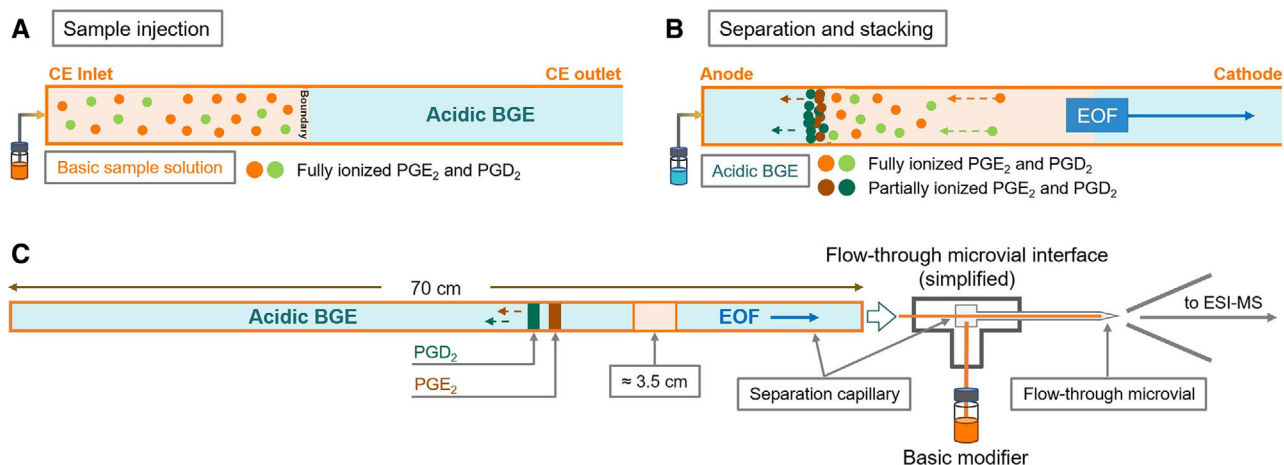 A
Sample injection
CE Inlet
CE outlet
Boundary
Acidic BGE
Basic sample solution
Fully ionized PGE₂ and PGD₂
B
Separation and stacking
Anode
Cathode
EOF
Acidic BGE
Fully ionized PGE₂ and PGD₂
Partially ionized PGE₂ and PGD₂
C
70 cm
Acidic BGE
EOF
PGD₂
PGE₂
≈ 3.5 cm
Separation capillary
Flow-through microvial interface
(simplified)
to ESI-MS
Flow-through microvial
Basic modifier